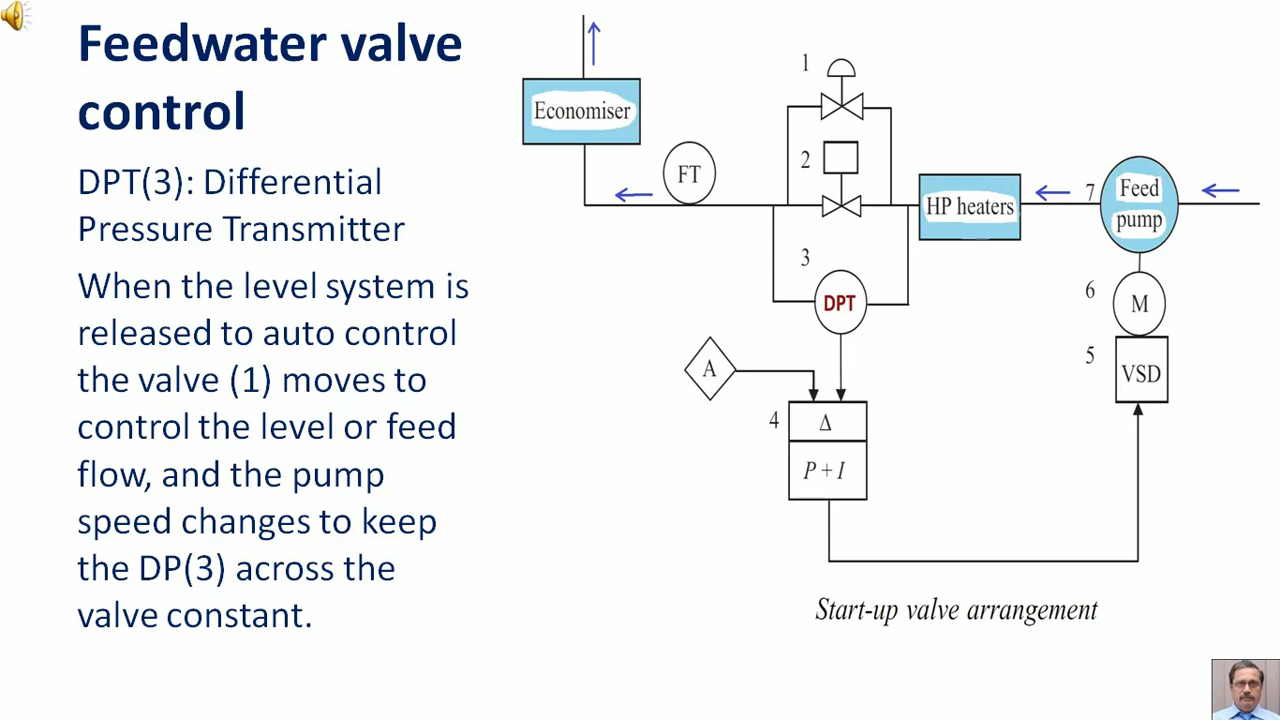 Feedwater valve
control
DPT(3): Differential
Pressure Transmitter
When the level system is
released to auto control
the valve (1) moves to
control the level or feed
flow, and the pump
speed changes to keep
the DP(3) across the
valve constant.
1
Economiser
2
FT
HP heaters
7
Feed
pump
3
DPT
6
M
A
5
VSD
4
Δ
P + I
Start-up valve arrangement